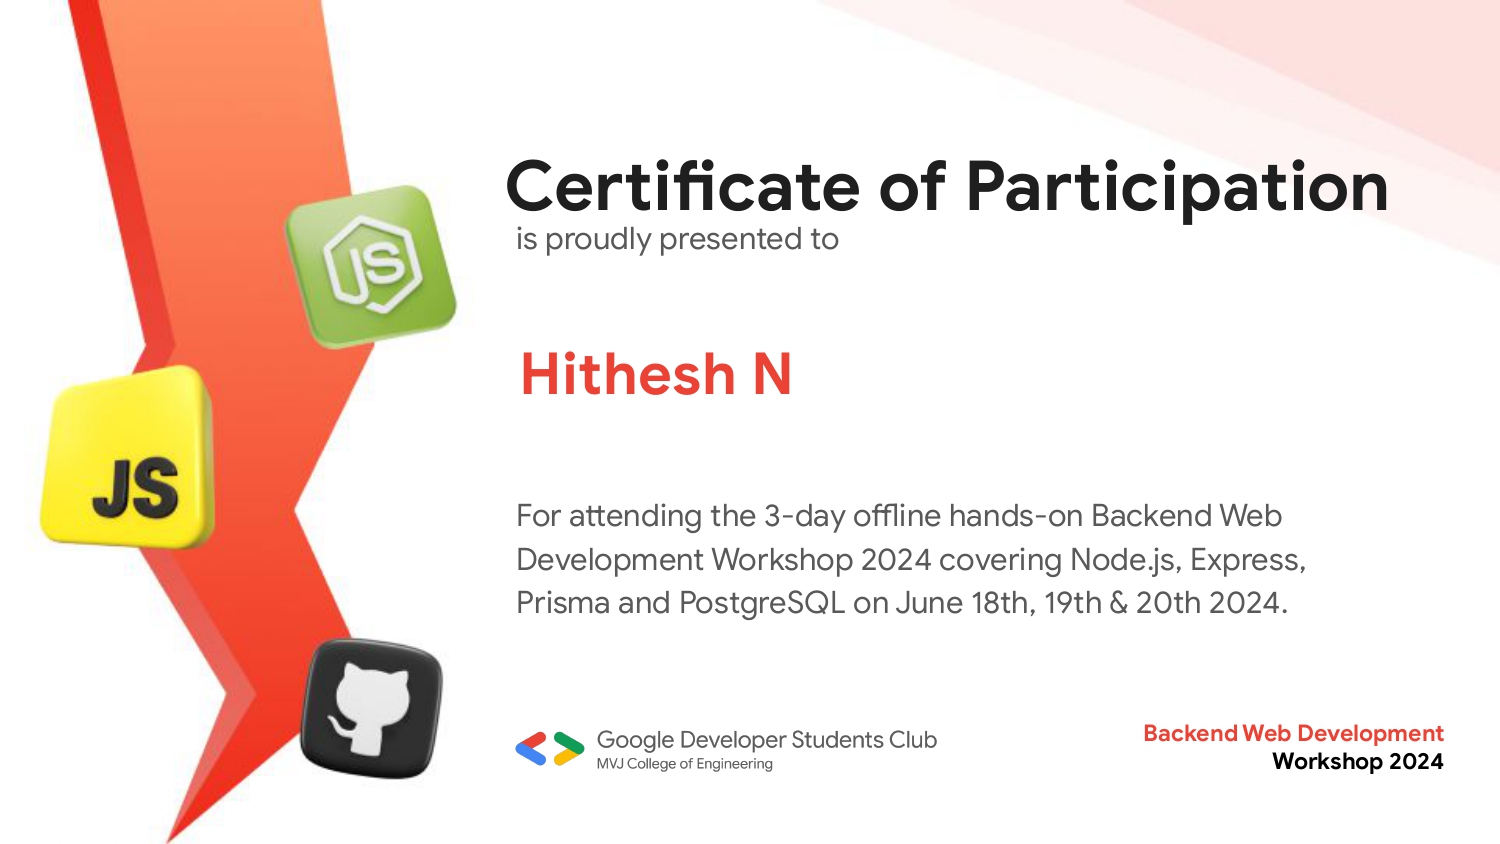 Certificate of Participation
is proudly presented to
JS
Hithesh N
JS
For attending the 3-day offline hands-on Backend Web
Development Workshop 2024 covering Node.js, Express,
Prisma and PostgreSQL on June 18th, 19th & 20th 2024.
Google Developer Students Club
MVJ College of Engineering
Backend Web Development
Workshop 2024